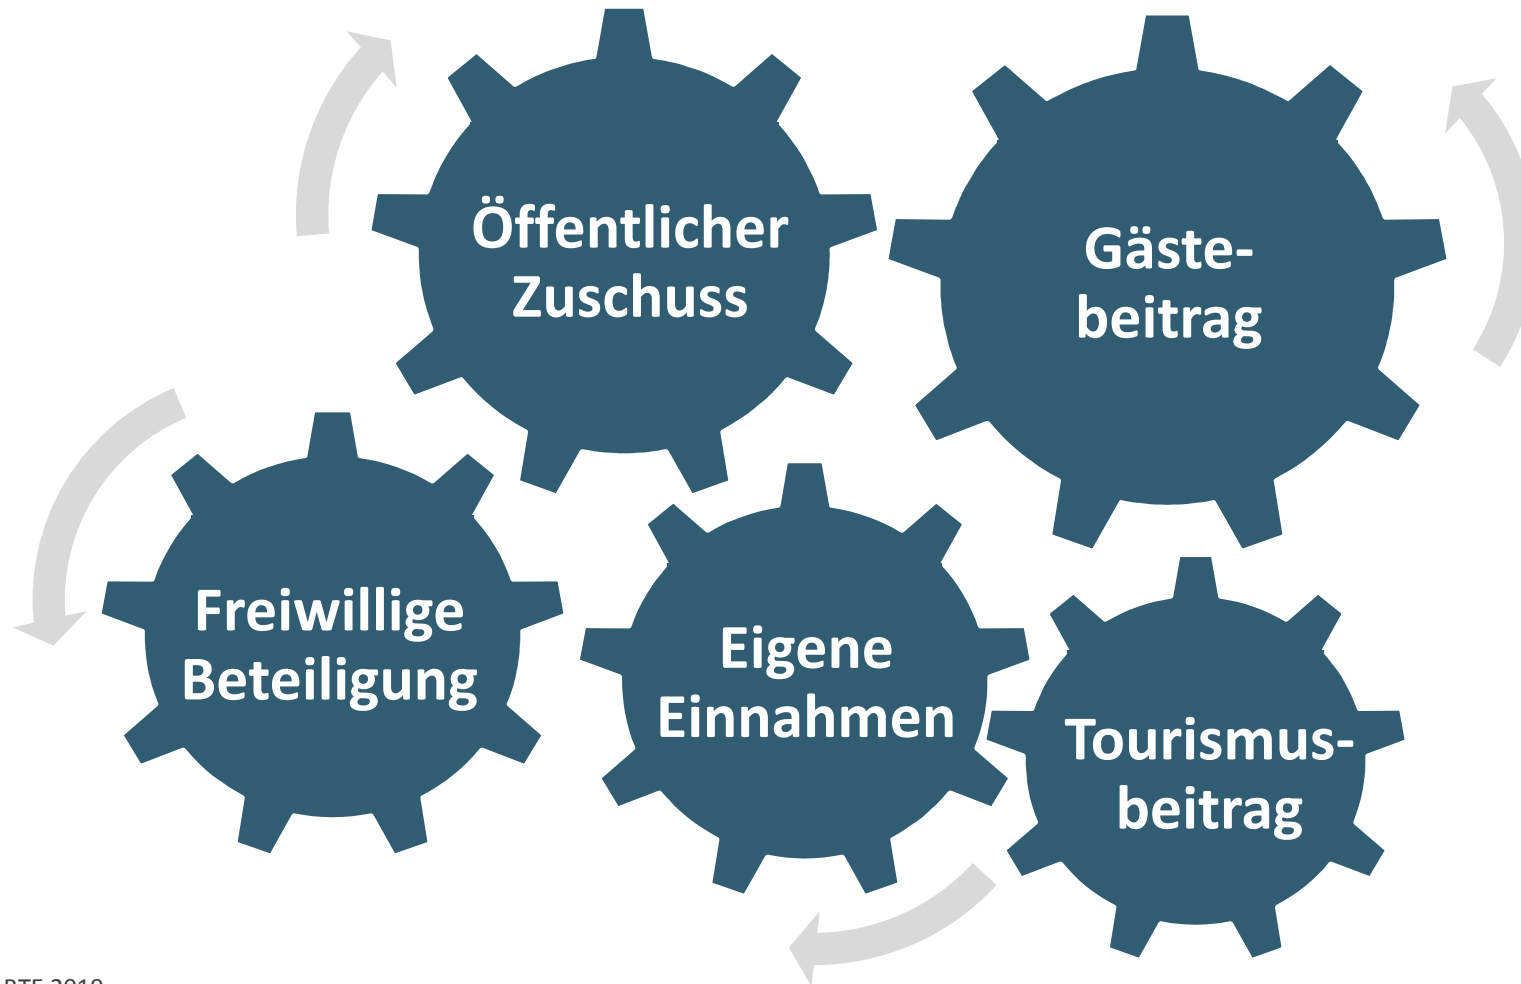 Öffentlicher
Zuschuss
Gäste-
beitrag
Freiwillige
Beteiligung
Eigene
Einnahmen
Tourismus-
beitrag